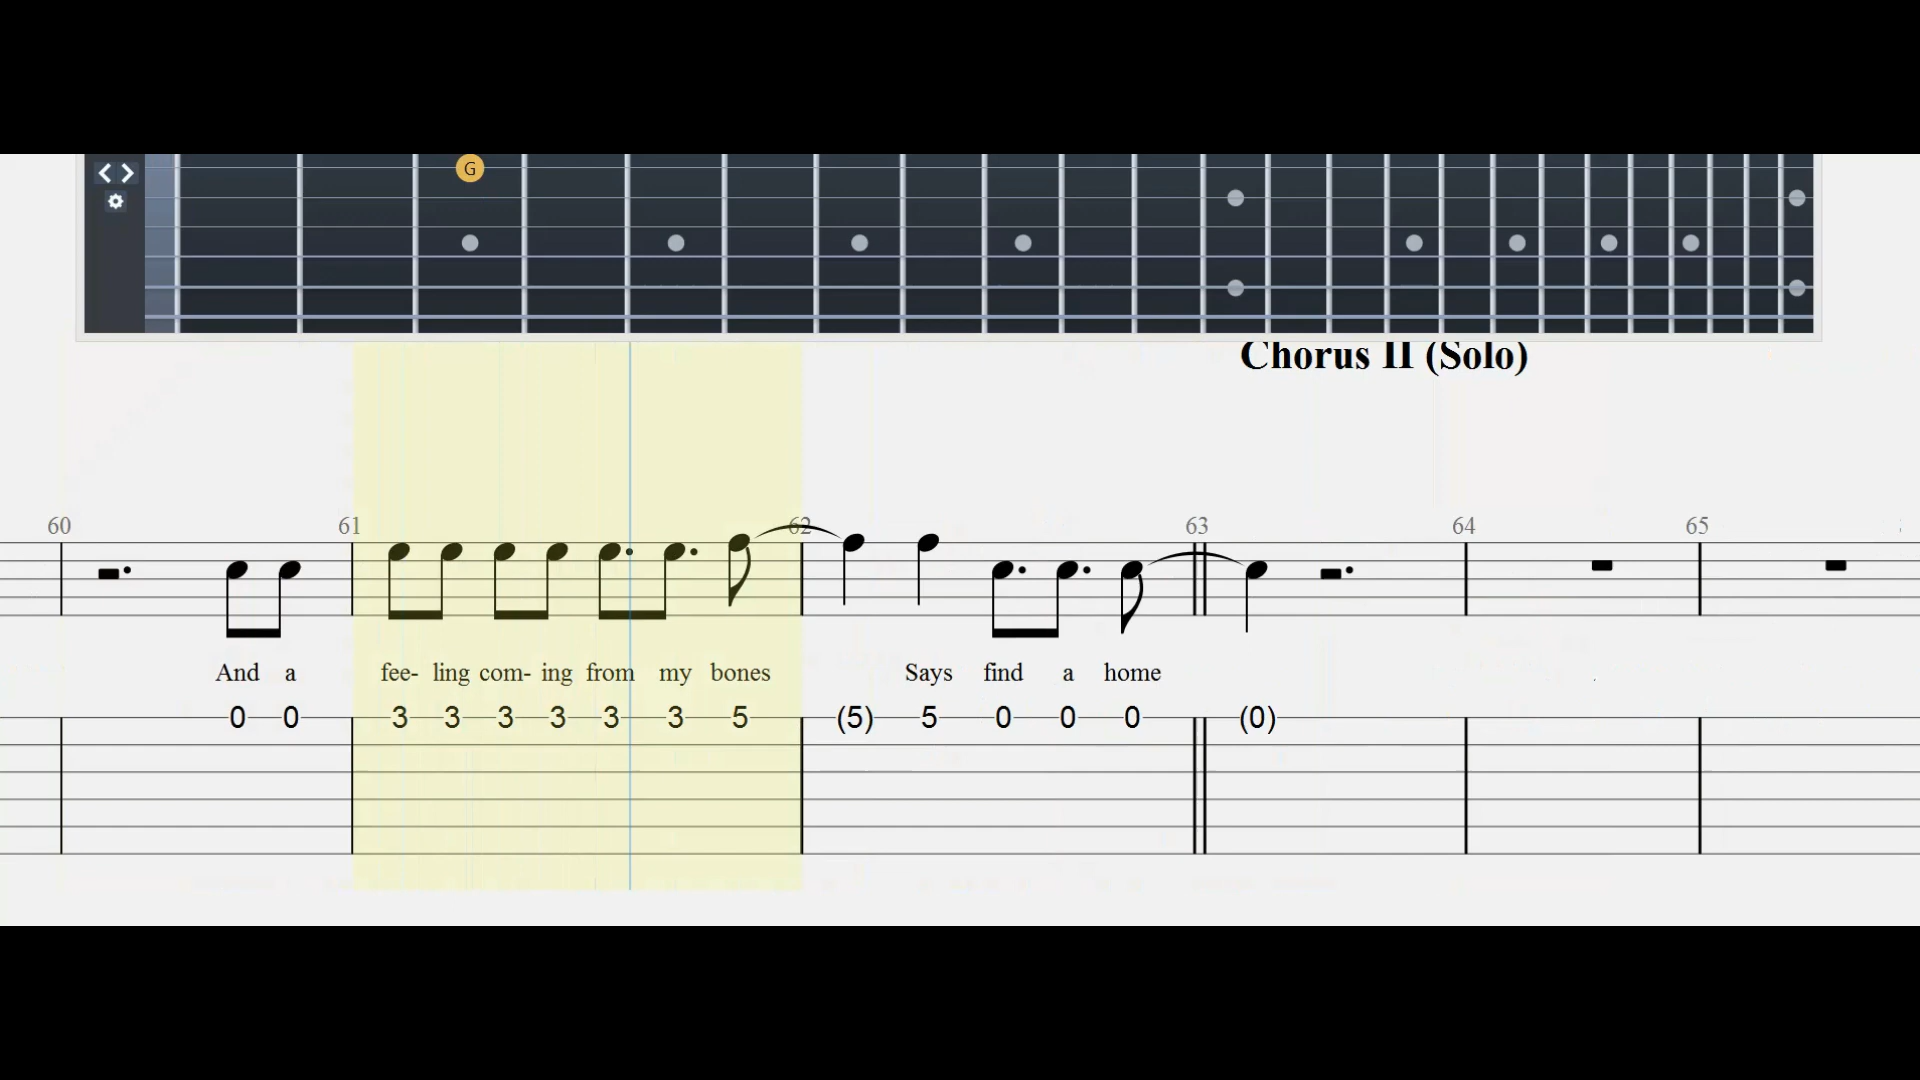 G
Chorus II (Solo)
60 61 62 63 64 65
And a fee- ling com- ing from my bones Says find a home
0 0 3 3 3 3 3 3 5 (5) 5 0 0 0 (0)